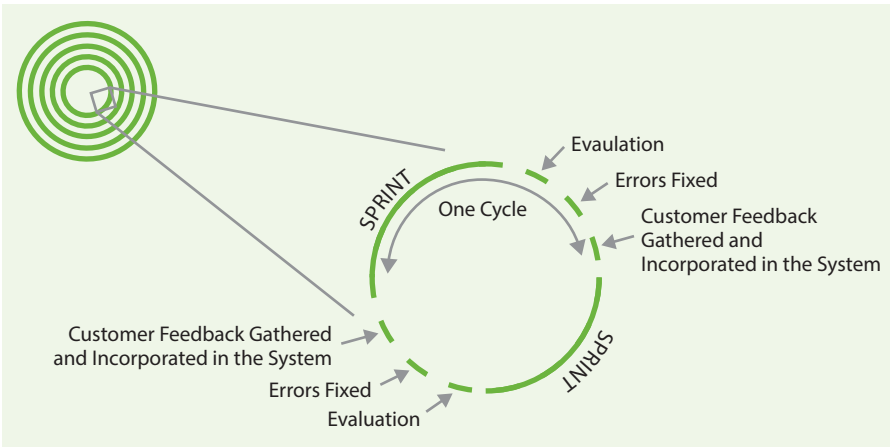 Evaulation
Errors Fixed
SPRINT
One Cycle
Customer Feedback
Gathered and
Incorporated in the System
Customer Feedback Gathered
and Incorporated in the System
SPRINT
Errors Fixed
Evaluation